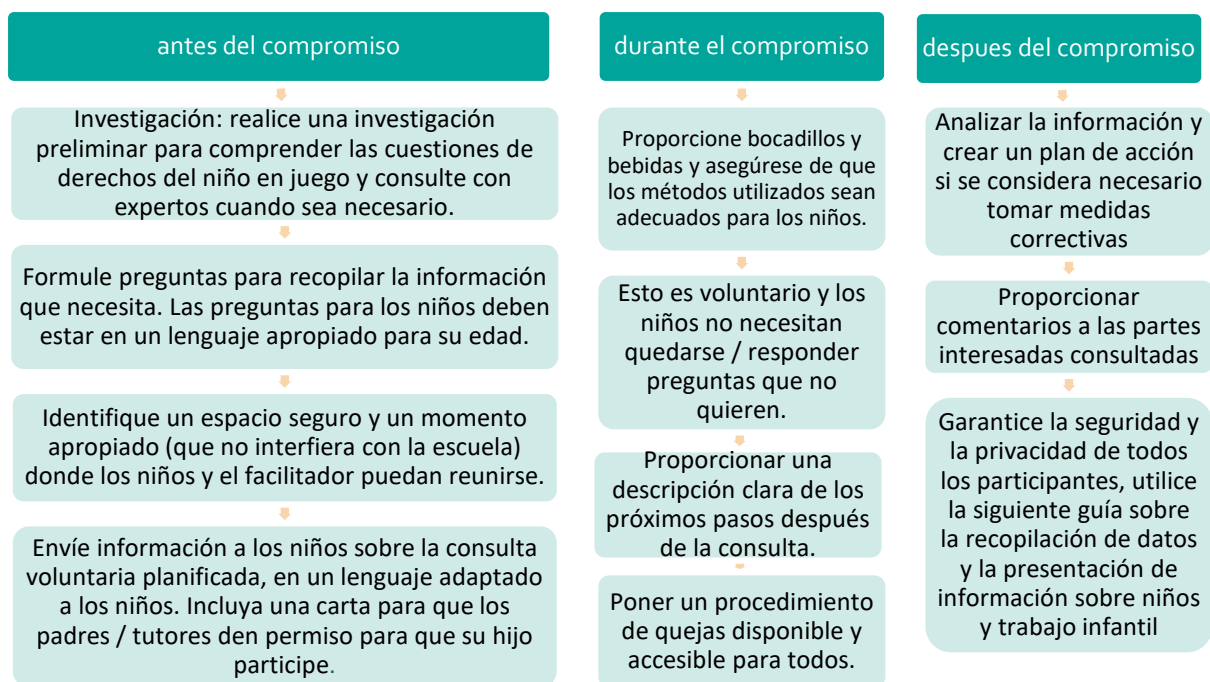 antes del compromiso
Investigación: realice una investigación
preliminar para comprender las cuestiones de
derechos del niño en juego y consulte con
expertos cuando sea necesario.
Formule preguntas para recopilar la información
que necesita. Las preguntas para los niños deben
estar en un lenguaje apropiado para su edad.
Identifique un espacio seguro y un momento
apropiado (que no interfiera con la escuela)
donde los niños y el facilitador puedan reunirse.
Envíe información a los niños sobre la consulta
voluntaria planificada, en un lenguaje adaptado
a los niños. Incluya una carta para que los
padres / tutores den permiso para que su hijo
participe.
durante el compromiso
Proporcione bocadillos y
bebidas y asegúrese de que
los métodos utilizados sean
adecuados para los niños.
Esto es voluntario y los
niños no necesitan
quedarse / responder
preguntas que no
quieren.
Proporcionar una
descripción clara de los
próximos pasos después
de la consulta.
Poner un procedimiento
de quejas disponible y
accesible para todos.
despues del compromiso
Analizar la información y
crear un plan de acción
si se considera necesario
tomar medidas
correctivas
Proporcionar
comentarios a las partes
interesadas consultadas
Garantice la seguridad y
la privacidad de todos
los participantes, utilice
la siguiente guía sobre
la recopilación de datos
y la presentación de
información sobre niños
y trabajo infantil